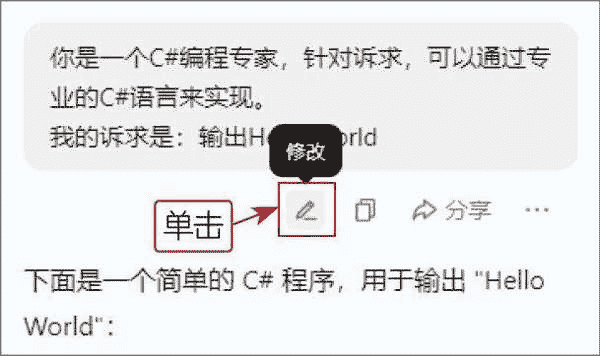 你是一个C#编程专家，针对诉求，可以通过专
业的C#语言来实现。
我的诉求是：输出He orld
修改
单击
分享
下面是一个简单的 C# 程序，用于输出 "Hello
World"：